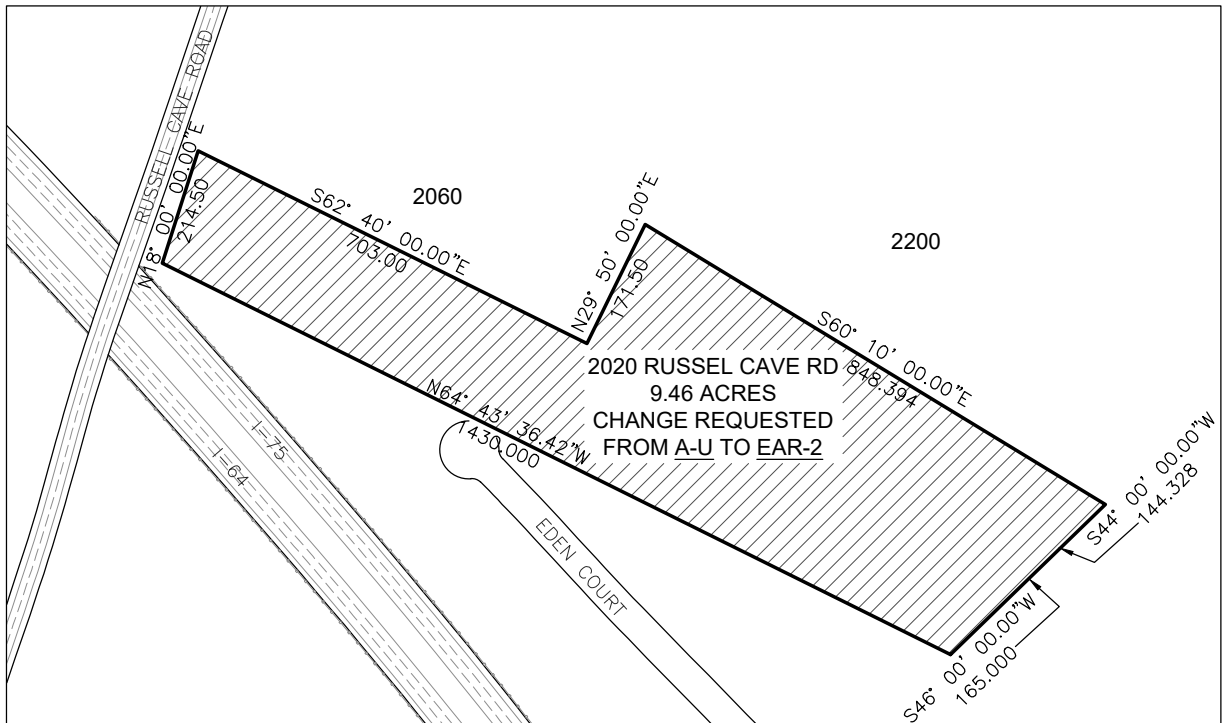 RUSSELL CAVE ROAD
N18° 00' 00.00"E
214.50
S62° 40' 00.00"E
703.00
2060
N29° 50' 00.00"E
171.50
2200
S60° 10' 00.00"E
848.394
2020 RUSSEL CAVE RD
9.46 ACRES
CHANGE REQUESTED
FROM A-U TO EAR-2
N64° 43' 36.42"W
1430.000
I-75
I-64
EDEN COURT
S44° 00' 00.00"W
144.328
S46° 00' 00.00"W
165.000